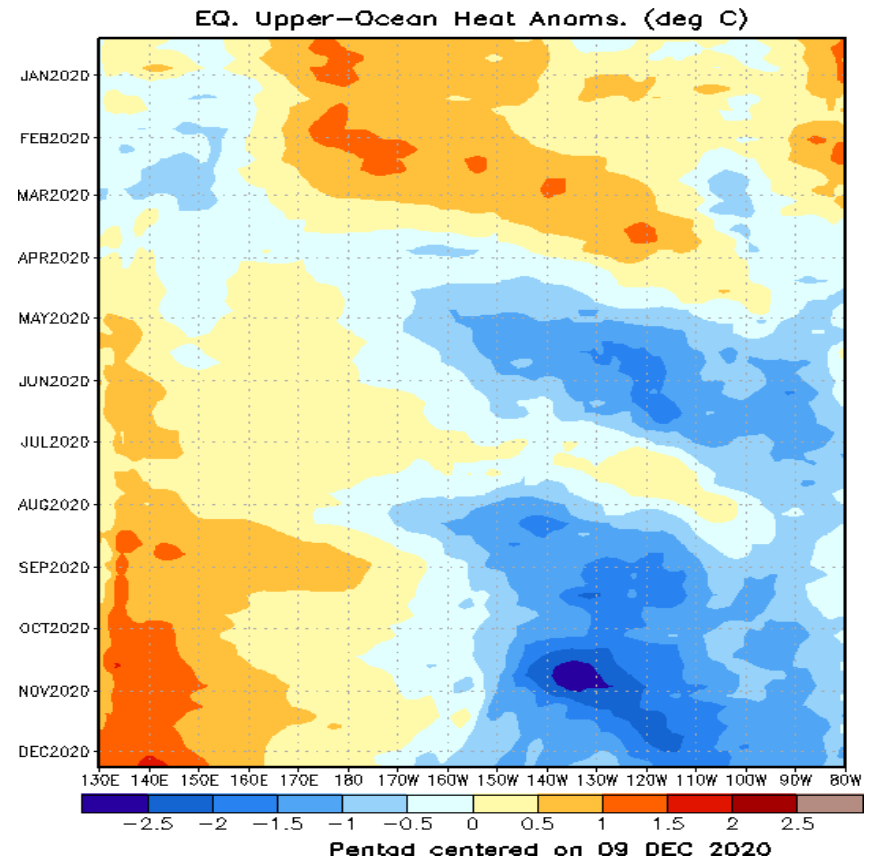 EQ. Upper-Ocean Heat Anoms. (deg C)
JAN2020
FEB2020
MAR2020
APR2020
MAY2020
JUN2020
JUL2020
AUG2020
SEP2020
OCT2020
NOV2020
DEC2020
130E 140E 150E 160E 170E 180 170W 160W 150W 140W 130W 120W 110W 100W 90W 80W
-2.5 -2 -1.5 -1 -0.5 0 0.5 1 1.5 2 2.5
Pentad centered on 09 DEC 2020